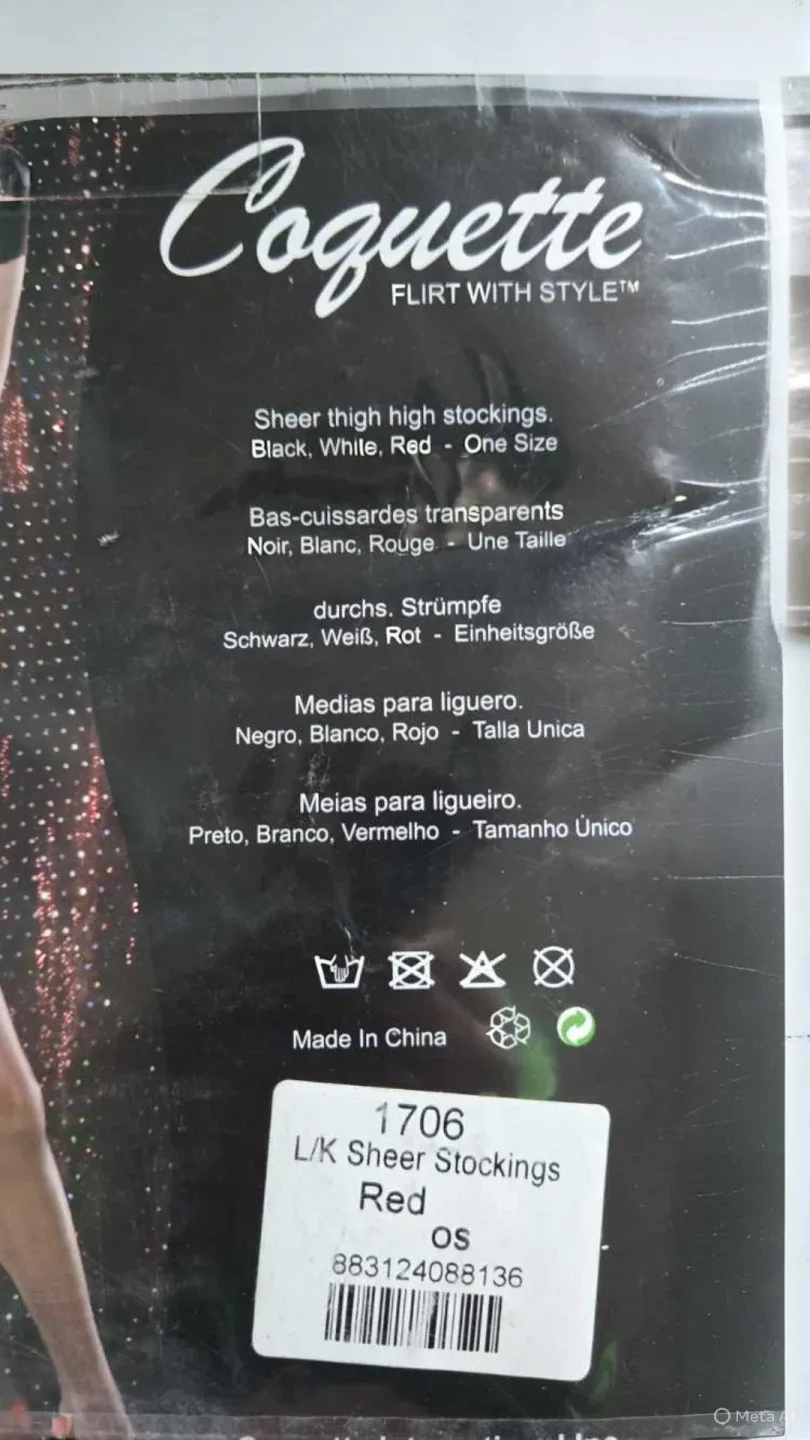 Coquette
FLIRT WITH STYLE™
Sheer thigh high stockings.
Black, White, Red - One Size
Bas-cuissardes transparents
Noir, Blanc, Rouge - Une Taille
durchs. Strümpfe
Schwarz, Weiß, Rot - Einheitsgröße
Medias para liguero.
Negro, Blanco, Rojo - Talla Unica
Meias para ligueiro.
Preto, Branco, Vermelho - Tamanho Único
Made In China
1706
L/K Sheer Stockings
Red
OS
883124088136
Meta